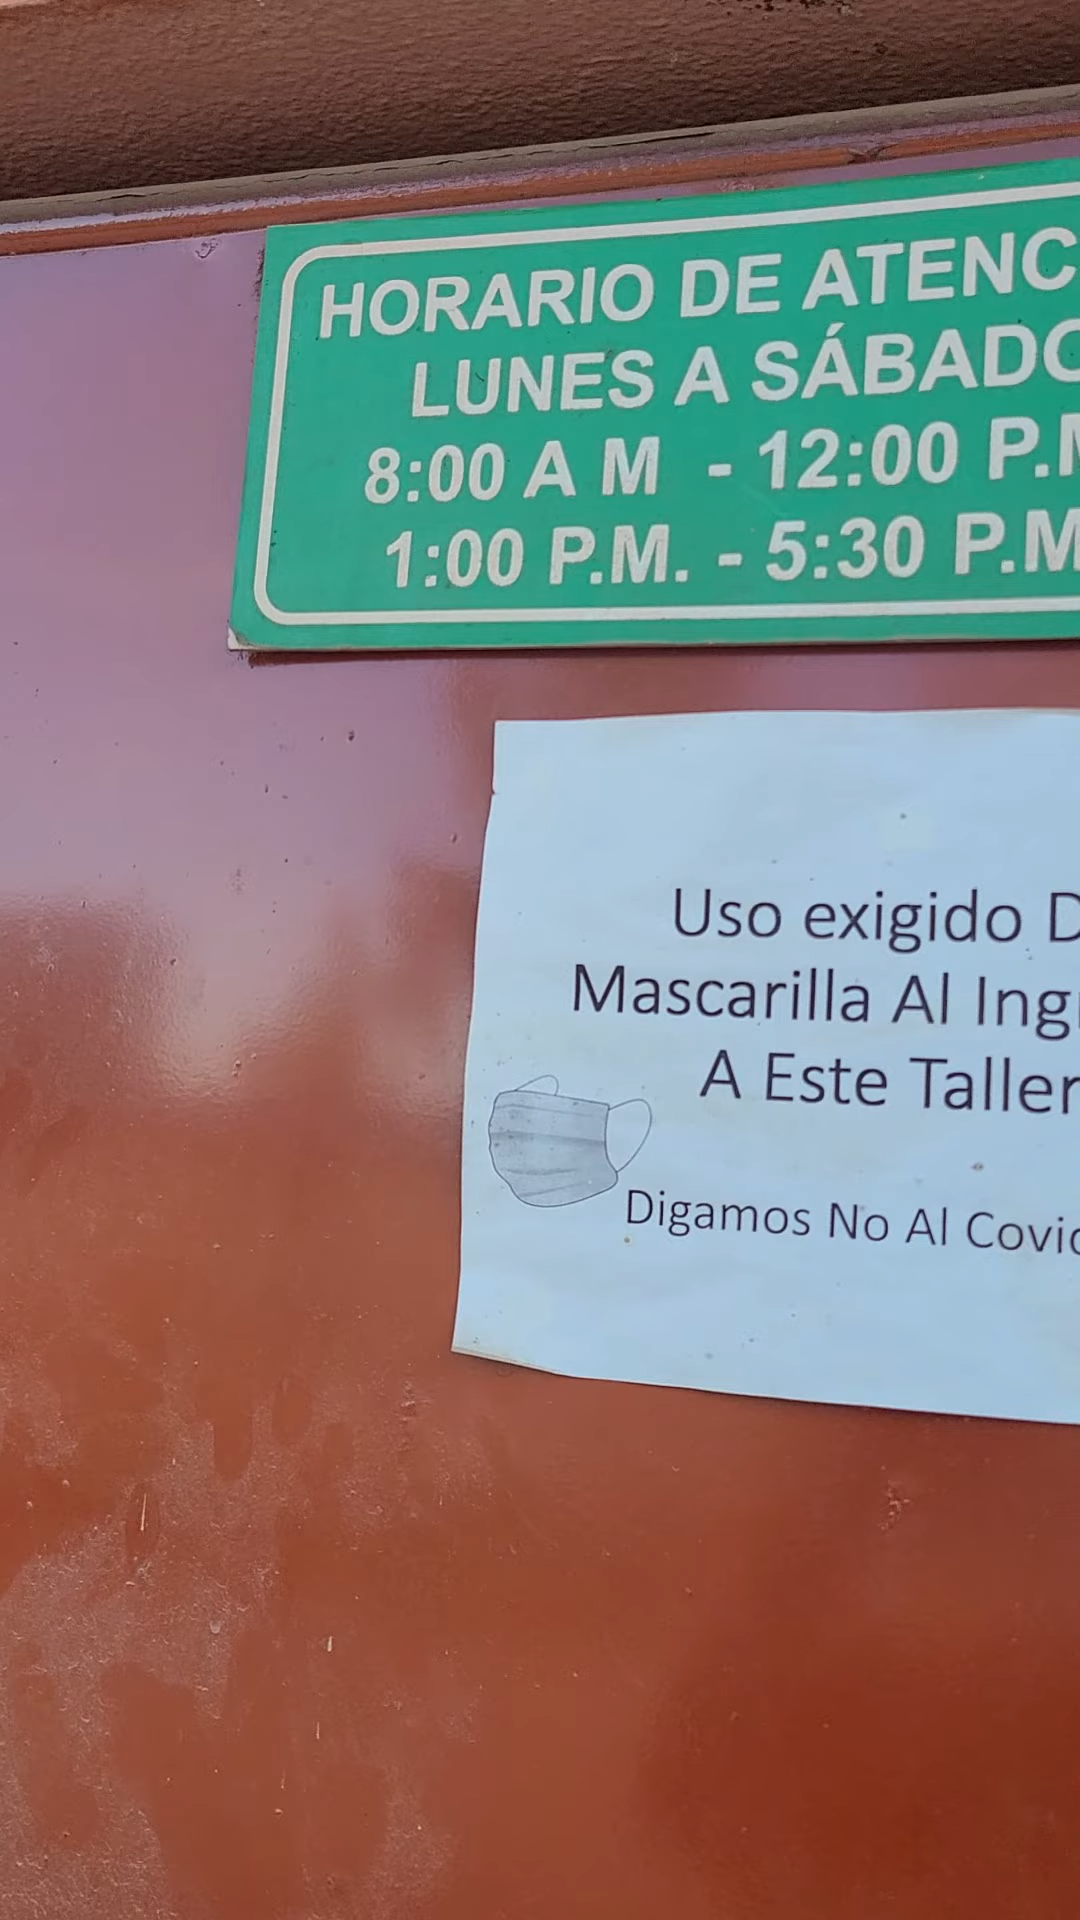 HORARIO DE ATENC
LUNES A SÁBADO
8:00 A M - 12:00 P.M
1:00 P.M. - 5:30 P.M
Uso exigido D
Mascarilla Al Ing
A Este Taller
Digamos No Al Covid